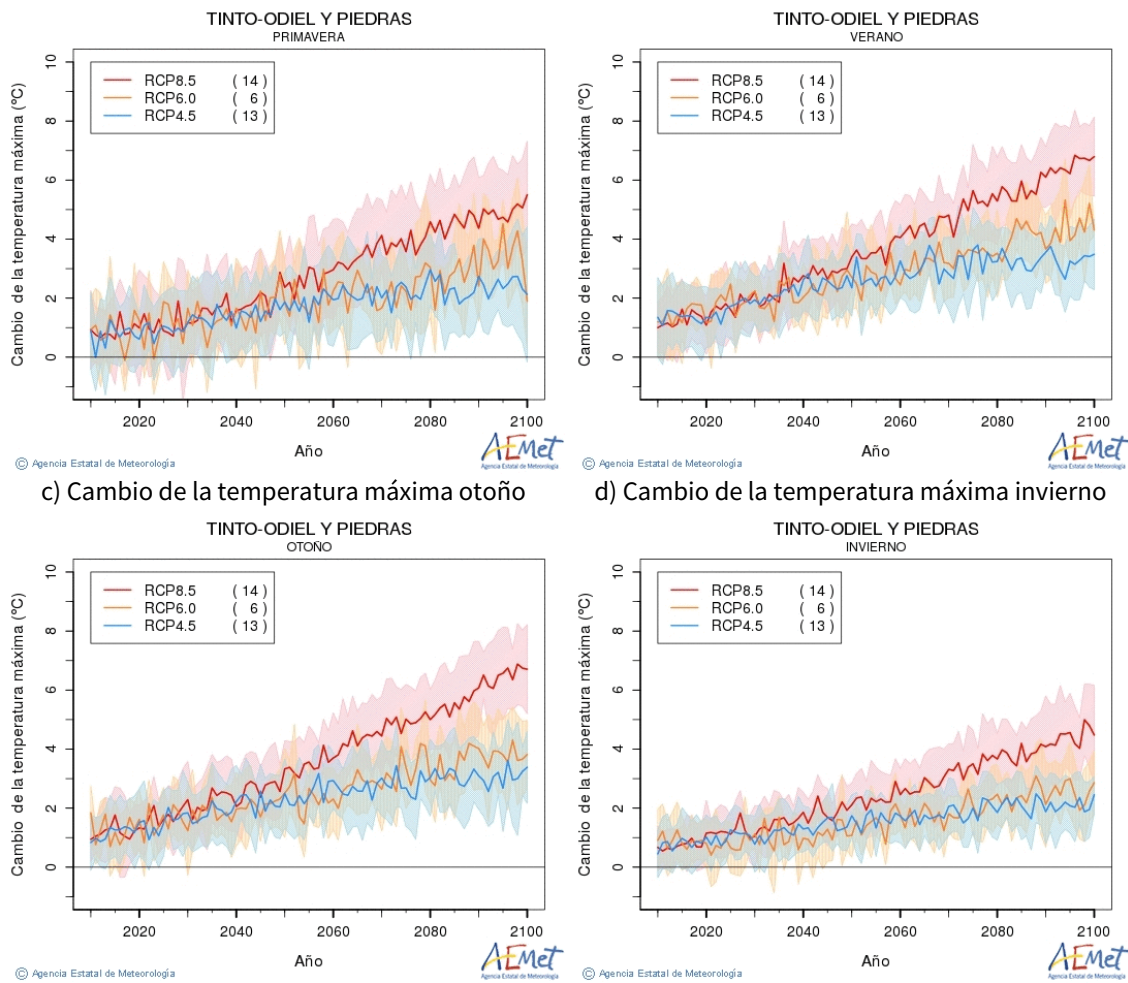 TINTO-ODIEL Y PIEDRAS
PRIMAVERA
Cambio de la temperatura máxima (ºC)
10
8
6
4
2
0
RCP8.5 ( 14 )
RCP6.0 ( 6 )
RCP4.5 ( 13 )
2020 2040 2060 2080 2100
Año
© Agencia Estatal de Meteorología
AEMet
Agencia Estatal de Meteorología
TINTO-ODIEL Y PIEDRAS
VERANO
Cambio de la temperatura máxima (ºC)
10
8
6
4
2
0
RCP8.5 ( 14 )
RCP6.0 ( 6 )
RCP4.5 ( 13 )
2020 2040 2060 2080 2100
Año
© Agencia Estatal de Meteorología
AEMet
Agencia Estatal de Meteorología
c) Cambio de la temperatura máxima otoño
d) Cambio de la temperatura máxima invierno
TINTO-ODIEL Y PIEDRAS
OTOÑO
Cambio de la temperatura máxima (ºC)
10
8
6
4
2
0
RCP8.5 ( 14 )
RCP6.0 ( 6 )
RCP4.5 ( 13 )
2020 2040 2060 2080 2100
Año
© Agencia Estatal de Meteorología
AEMet
Agencia Estatal de Meteorología
TINTO-ODIEL Y PIEDRAS
INVIERNO
Cambio de la temperatura máxima (ºC)
10
8
6
4
2
0
RCP8.5 ( 14 )
RCP6.0 ( 6 )
RCP4.5 ( 13 )
2020 2040 2060 2080 2100
Año
© Agencia Estatal de Meteorología
AEMet
Agencia Estatal de Meteorología